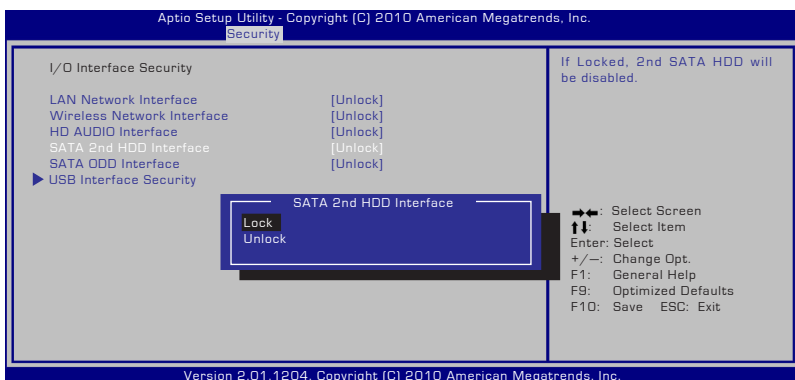 Aptio Setup Utility - Copyright (C) 2010 American Megatrends, Inc.
Security
I/O Interface Security
LAN Network Interface [Unlock]
Wireless Network Interface [Unlock]
HD AUDIO Interface [Unlock]
SATA 2nd HDD Interface [Unlock]
SATA ODD Interface [Unlock]
USB Interface Security
SATA 2nd HDD Interface
Lock
Unlock
If Locked, 2nd SATA HDD will
be disabled.
→←: Select Screen
↑↓: Select Item
Enter: Select
+/—: Change Opt.
F1: General Help
F9: Optimized Defaults
F10: Save ESC: Exit
Version 2.01.1204. Copyright (C) 2010 American Megatrends, Inc.